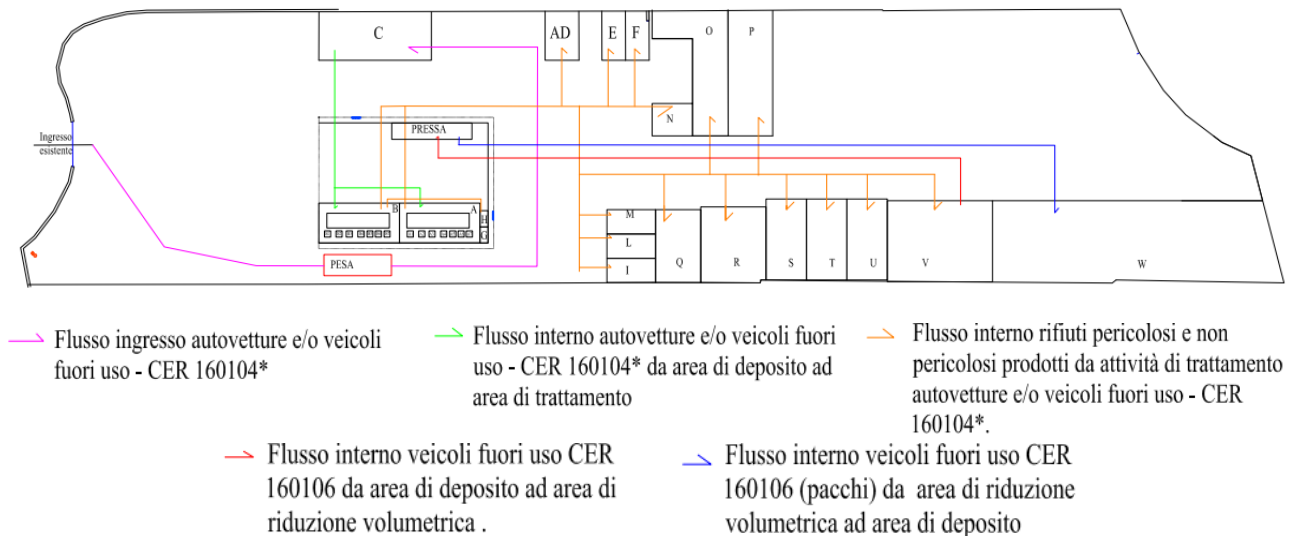 C
AD
E
F
O
P
N
Ingresso
esistente
PRESSA
B
A
H
G
PESA
M
L
I
Q
R
S
T
U
V
W
Flusso ingresso autovetture e/o veicoli
fuori uso - CER 160104*
Flusso interno autovetture e/o veicoli fuori
uso - CER 160104* da area di deposito ad
area di trattamento
Flusso interno rifiuti pericolosi e non
pericolosi prodotti da attività di trattamento
autovetture e/o veicoli fuori uso - CER
160104*.
Flusso interno veicoli fuori uso CER
160106 da area di deposito ad area di
riduzione volumetrica .
Flusso interno veicoli fuori uso CER
160106 (pacchi) da area di riduzione
volumetrica ad area di deposito